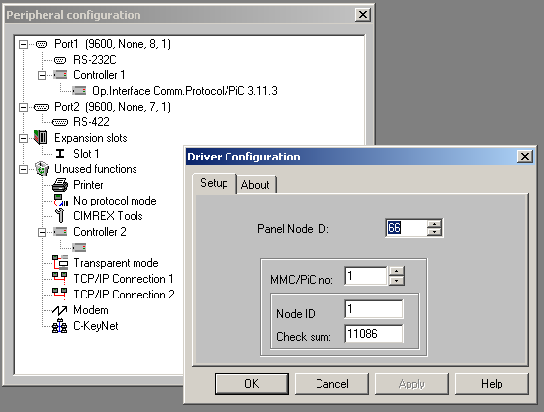 Peripheral configuration
Port1 (9600, None, 8, 1)
RS-232C
Controller 1
Op.Interface Comm.Protocol/PiC 3.11.3
Port2 (9600, None, 7, 1)
RS-422
Expansion slots
Slot 1
Unused functions
Printer
No protocol mode
CIMREX Tools
Controller 2
Transparent mode
TCP/IP Connection 1
TCP/IP Connection 2
Modem
C-KeyNet
Driver Configuration
Setup About
Panel Node ID: 66
MMC/PiC no: 1
Node ID 1
Check sum: 11086
OK Cancel Apply Help